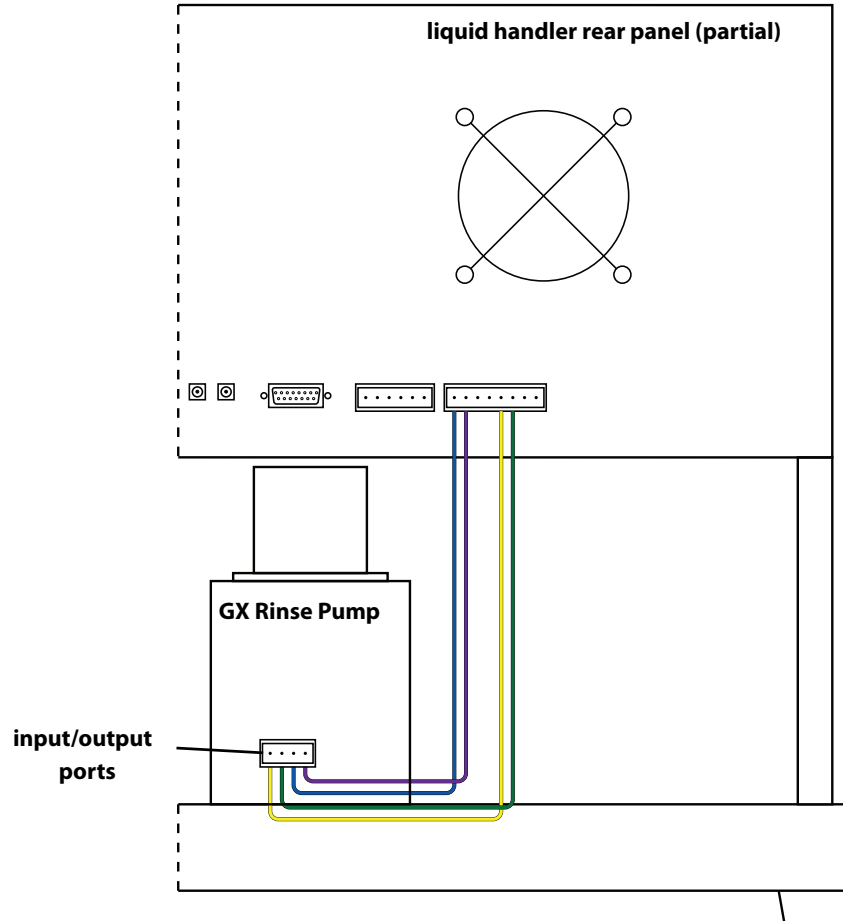 liquid handler rear panel (partial)
GX Rinse Pump
input/output
ports